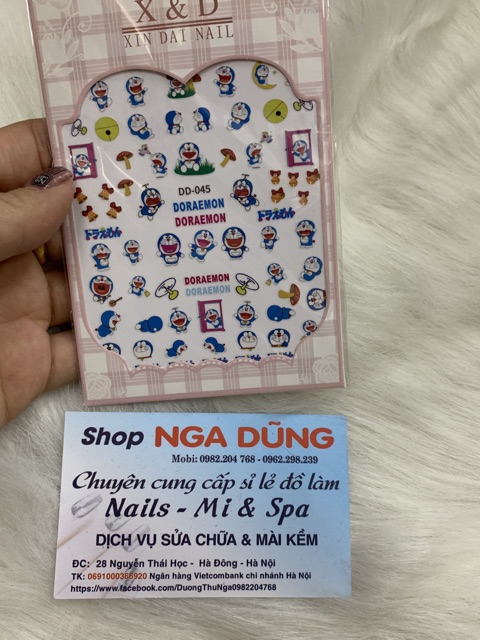 X & D
XIN DAI NAIL
DD-045
DORAEMON
DORAEMON
ドラえもん
ドラえもん
DORAEMON
DORAEMON
Shop NGA DŨNG
Mobi: 0982.204 768 - 0962.298.239
Chuyên cung cấp sỉ lẻ đồ làm
Nails - Mi & Spa
DỊCH VỤ SỬA CHỮA & MÀI KỀM
ĐC: 28 Nguyễn Thái Học - Hà Đông - Hà Nội
TK: 0691000365920 Ngân hàng Vietcombank chi nhánh Hà Nội
https://www.facebook.com/DuongThuNga0982204768